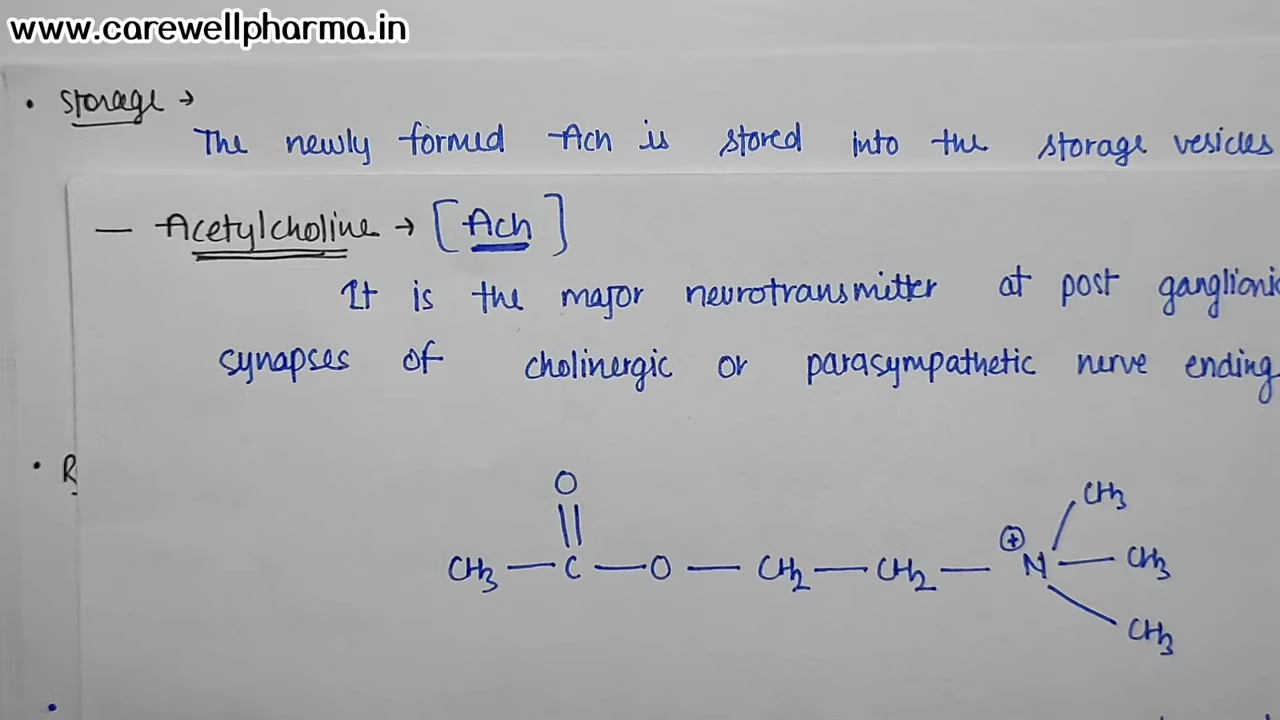 www.carewellpharma.in
• Storage →
The newly formed Ach is stored into the storage vesicles
— Acetylcholine → [Ach]
It is the major neurotransmitter at post ganglionic
synapses of cholinergic or parasympathetic nerve ending
• R
O
CH3 — C — O — CH2 — CH2 — N
⊕
CH3
CH3
CH3